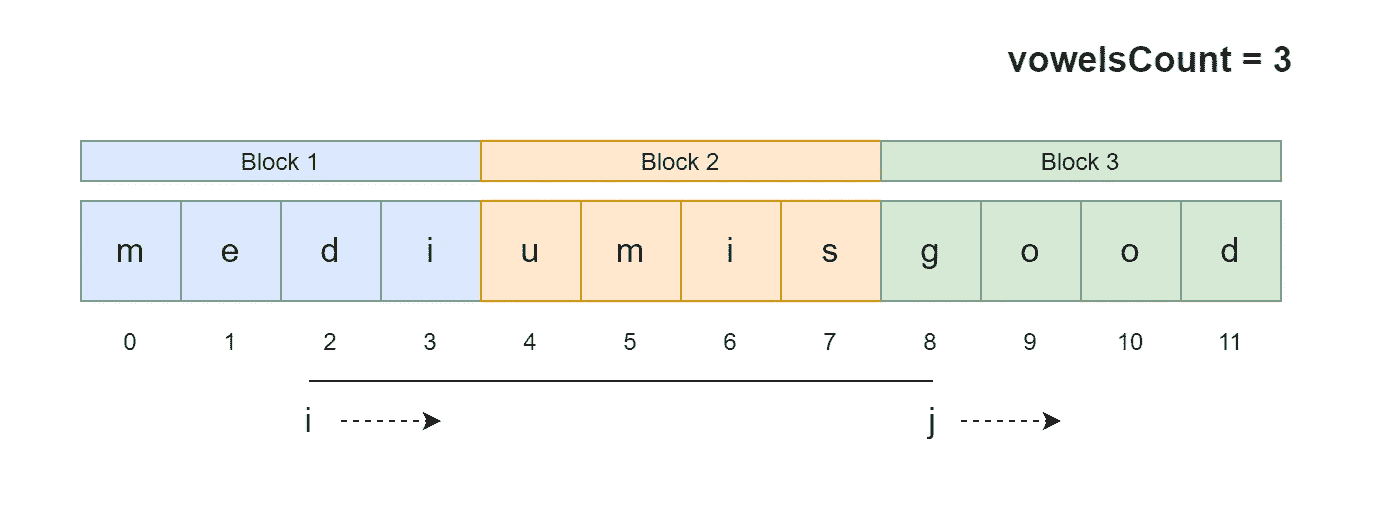 vowelsCount = 3
Block 1 Block 2 Block 3
m e d i u m i s g o o d
0 1 2 3 4 5 6 7 8 9 10 11
i j